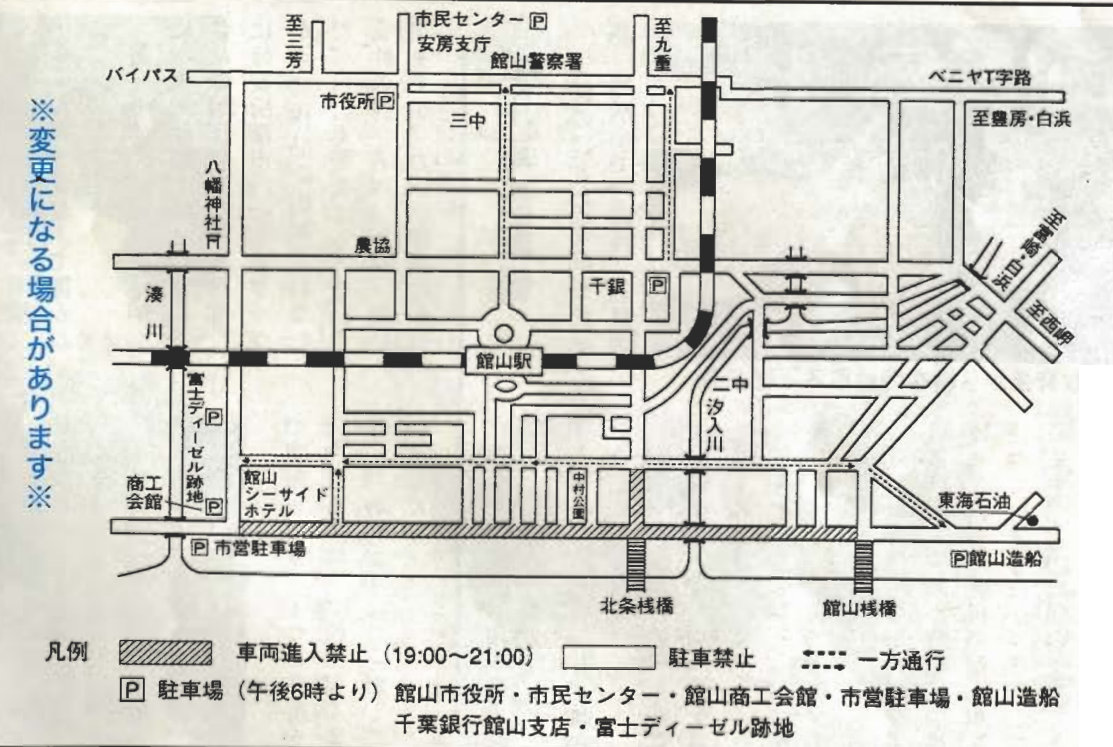 ※変更になる場合があります※
至三芳
市民センター P
安房支庁
館山警察署
至九重
バイパス
市役所 P
三中
ベニヤT字路
至豊房・白浜
八幡神社
農協
千銀 P
至西岬
湊川
館山駅
二中
汐入川
富士ディーゼル跡地
P
商工会館
P
館山
シーサイド
ホテル
中村公園
東海石油
P 市営駐車場
P 館山造船
北条桟橋
館山桟橋
凡例
車両進入禁止(19:00〜21:00)
駐車禁止
一方通行
P 駐車場(午後6時より)館山市役所・市民センター・館山商工会館・市営駐車場・館山造船
千葉銀行館山支店・富士ディーゼル跡地